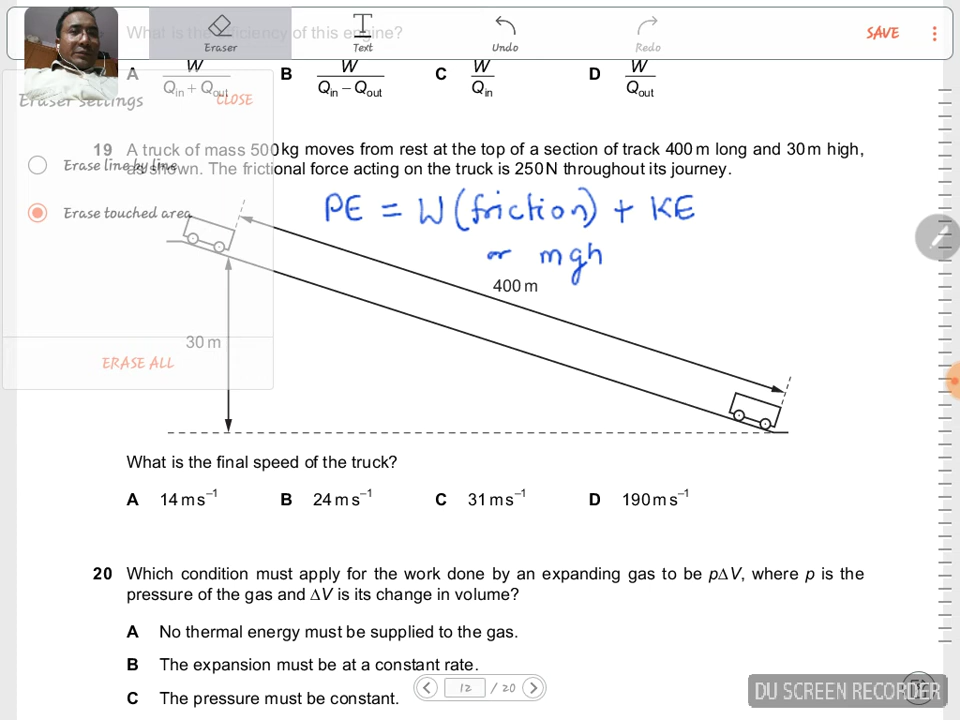 What is the efficiency of this engine?
Eraser
Text
Undo
Redo
SAVE
A W / Qin + Qout B W / Qin − Qout C W / Qin D W / Qout
Eraser settings CLOSE
19 A truck of mass 500 kg moves from rest at the top of a section of track 400 m long and 30 m high,
as shown. The frictional force acting on the truck is 250 N throughout its journey.
Erase line by line
Erase touched area
PE = W (friction) + KE
or mgh
400 m
30 m
ERASE ALL
What is the final speed of the truck?
A 14 m s⁻¹ B 24 m s⁻¹ C 31 m s⁻¹ D 190 m s⁻¹
20 Which condition must apply for the work done by an expanding gas to be pΔV, where p is the
pressure of the gas and ΔV is its change in volume?
A No thermal energy must be supplied to the gas.
B The expansion must be at a constant rate.
C The pressure must be constant.
12 / 20
DU SCREEN RECORDER